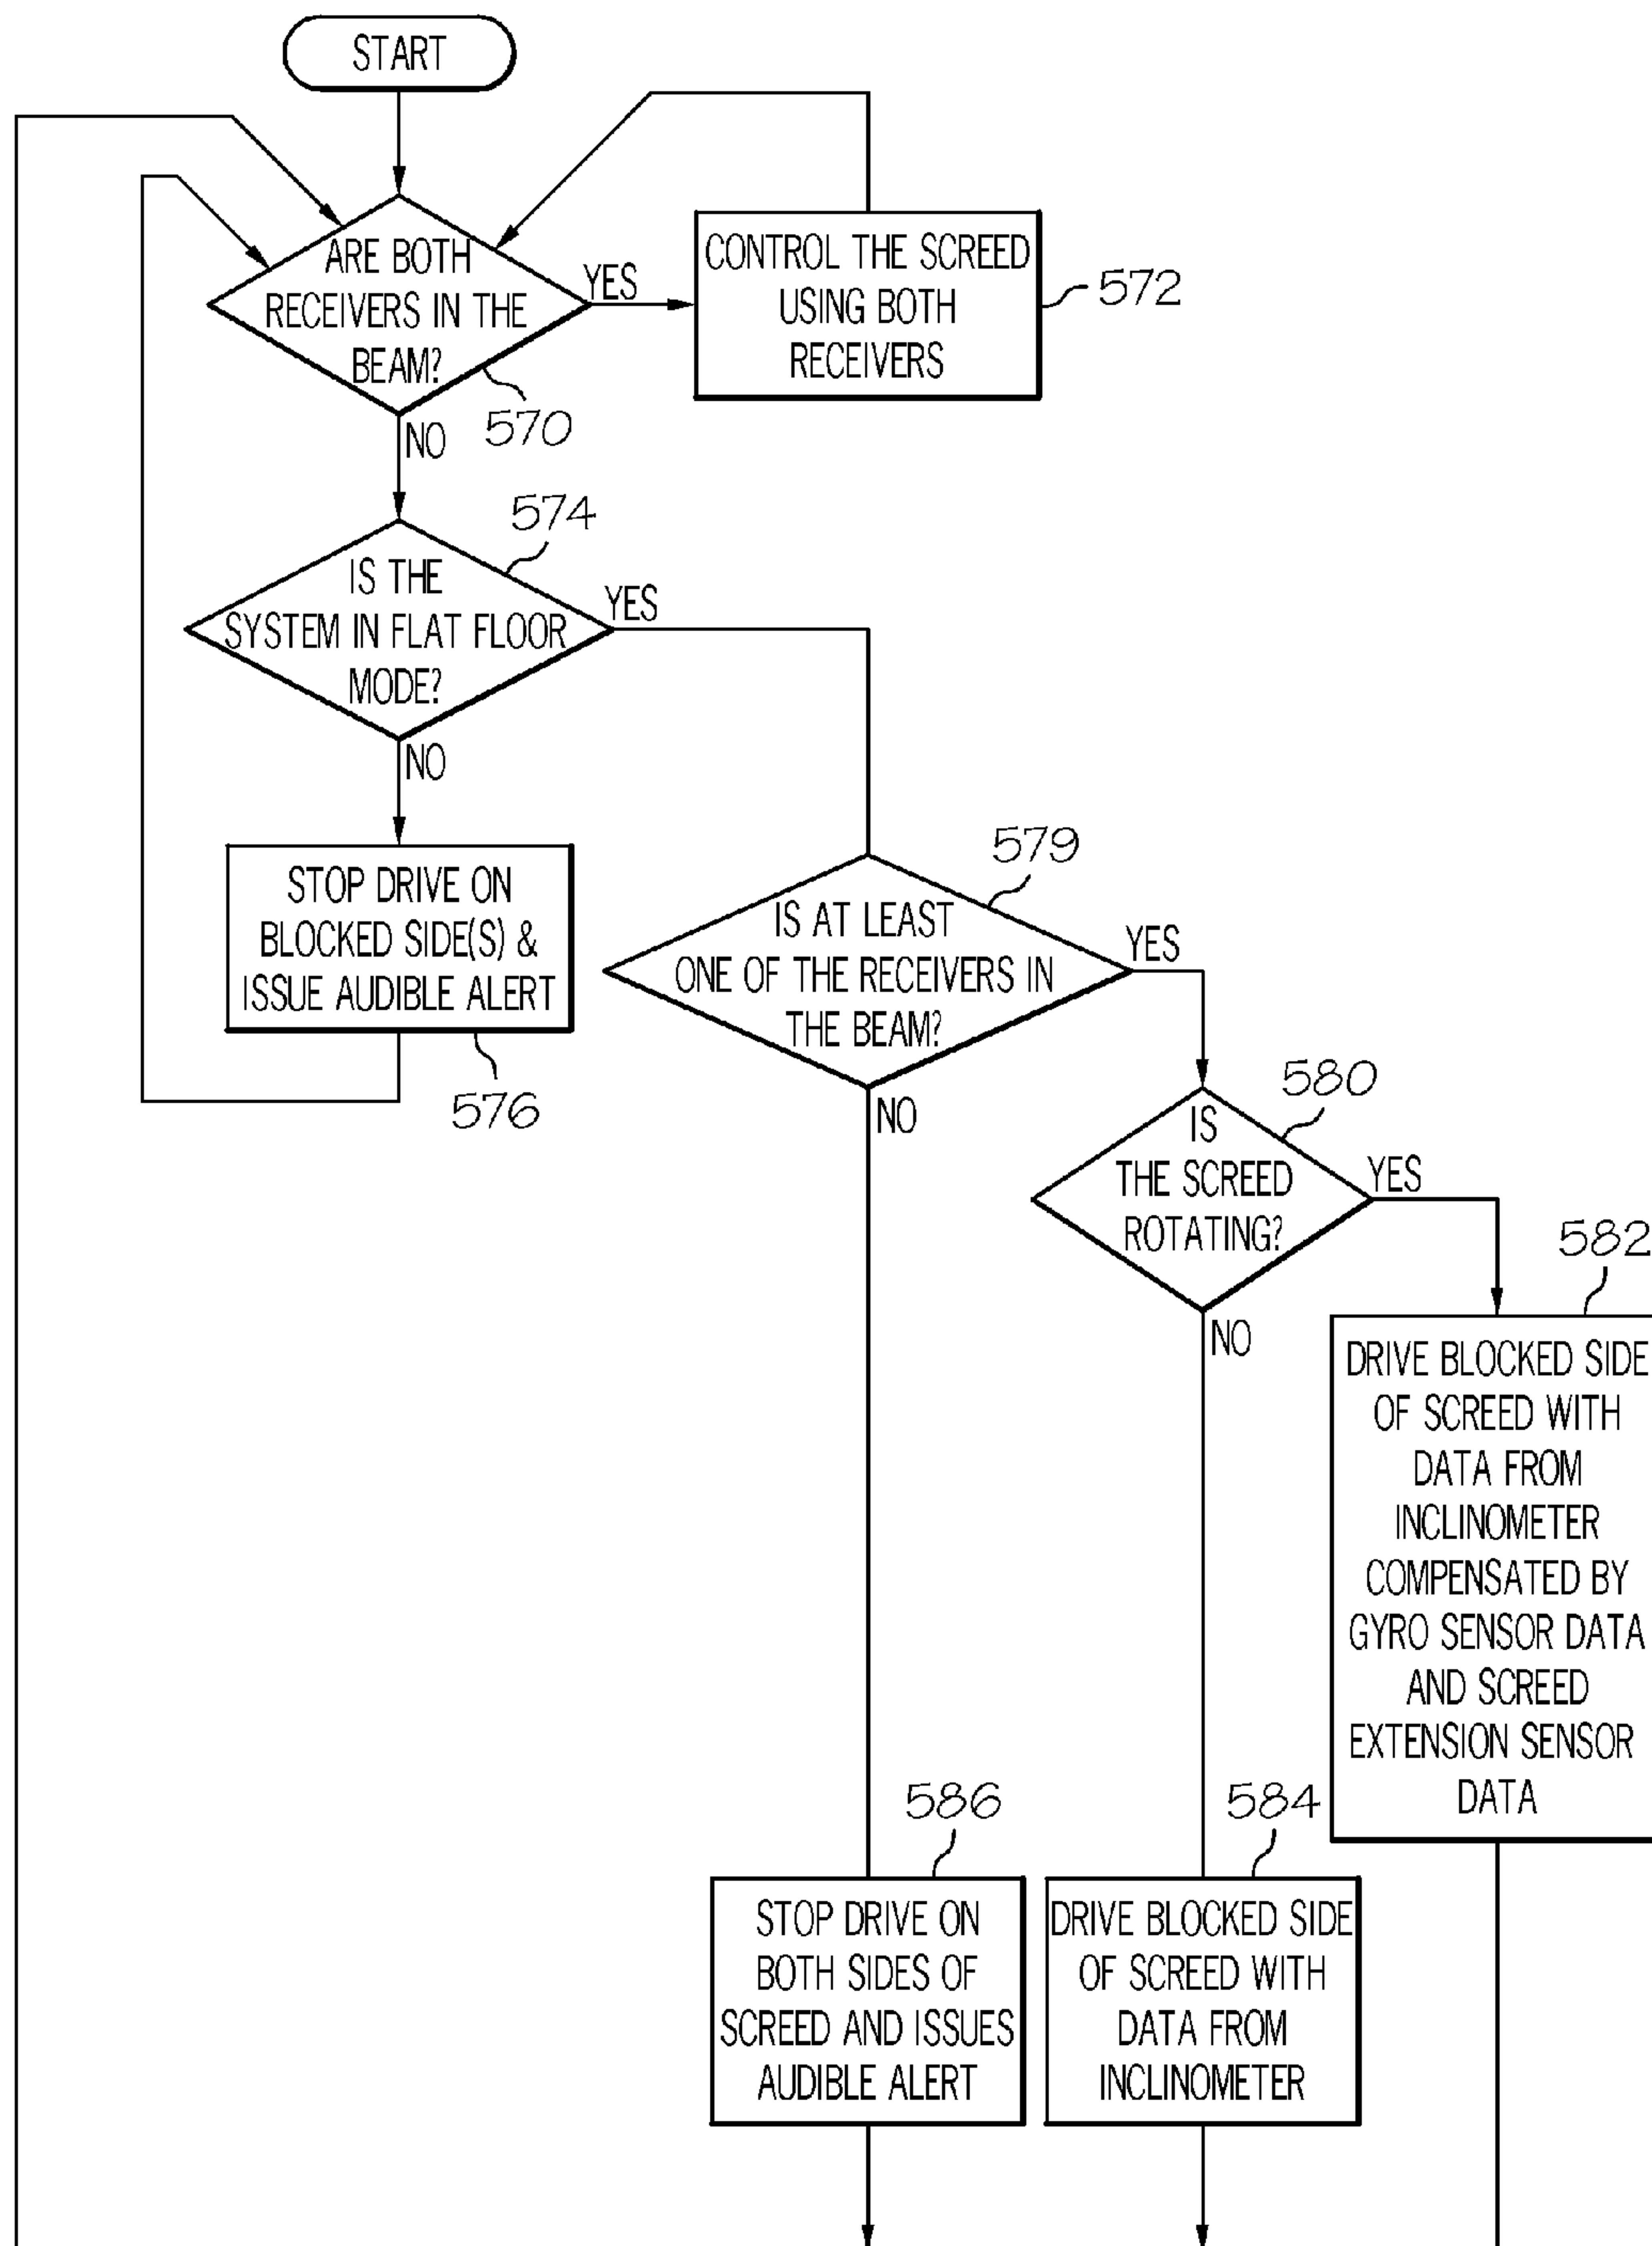 START
ARE BOTH
RECEIVERS IN THE
BEAM?
570
YES
NO
CONTROL THE SCREED
USING BOTH
RECEIVERS
572
574
IS THE
SYSTEM IN FLAT FLOOR
MODE?
YES
NO
STOP DRIVE ON
BLOCKED SIDE(S) &
ISSUE AUDIBLE ALERT
576
579
IS AT LEAST
ONE OF THE RECEIVERS IN
THE BEAM?
YES
NO
580
IS
THE SCREED
ROTATING?
YES
NO
582
DRIVE BLOCKED SIDE
OF SCREED WITH
DATA FROM
INCLINOMETER
COMPENSATED BY
GYRO SENSOR DATA
AND SCREED
EXTENSION SENSOR
DATA
586
STOP DRIVE ON
BOTH SIDES OF
SCREED AND ISSUES
AUDIBLE ALERT
584
DRIVE BLOCKED SIDE
OF SCREED WITH
DATA FROM
INCLINOMETER